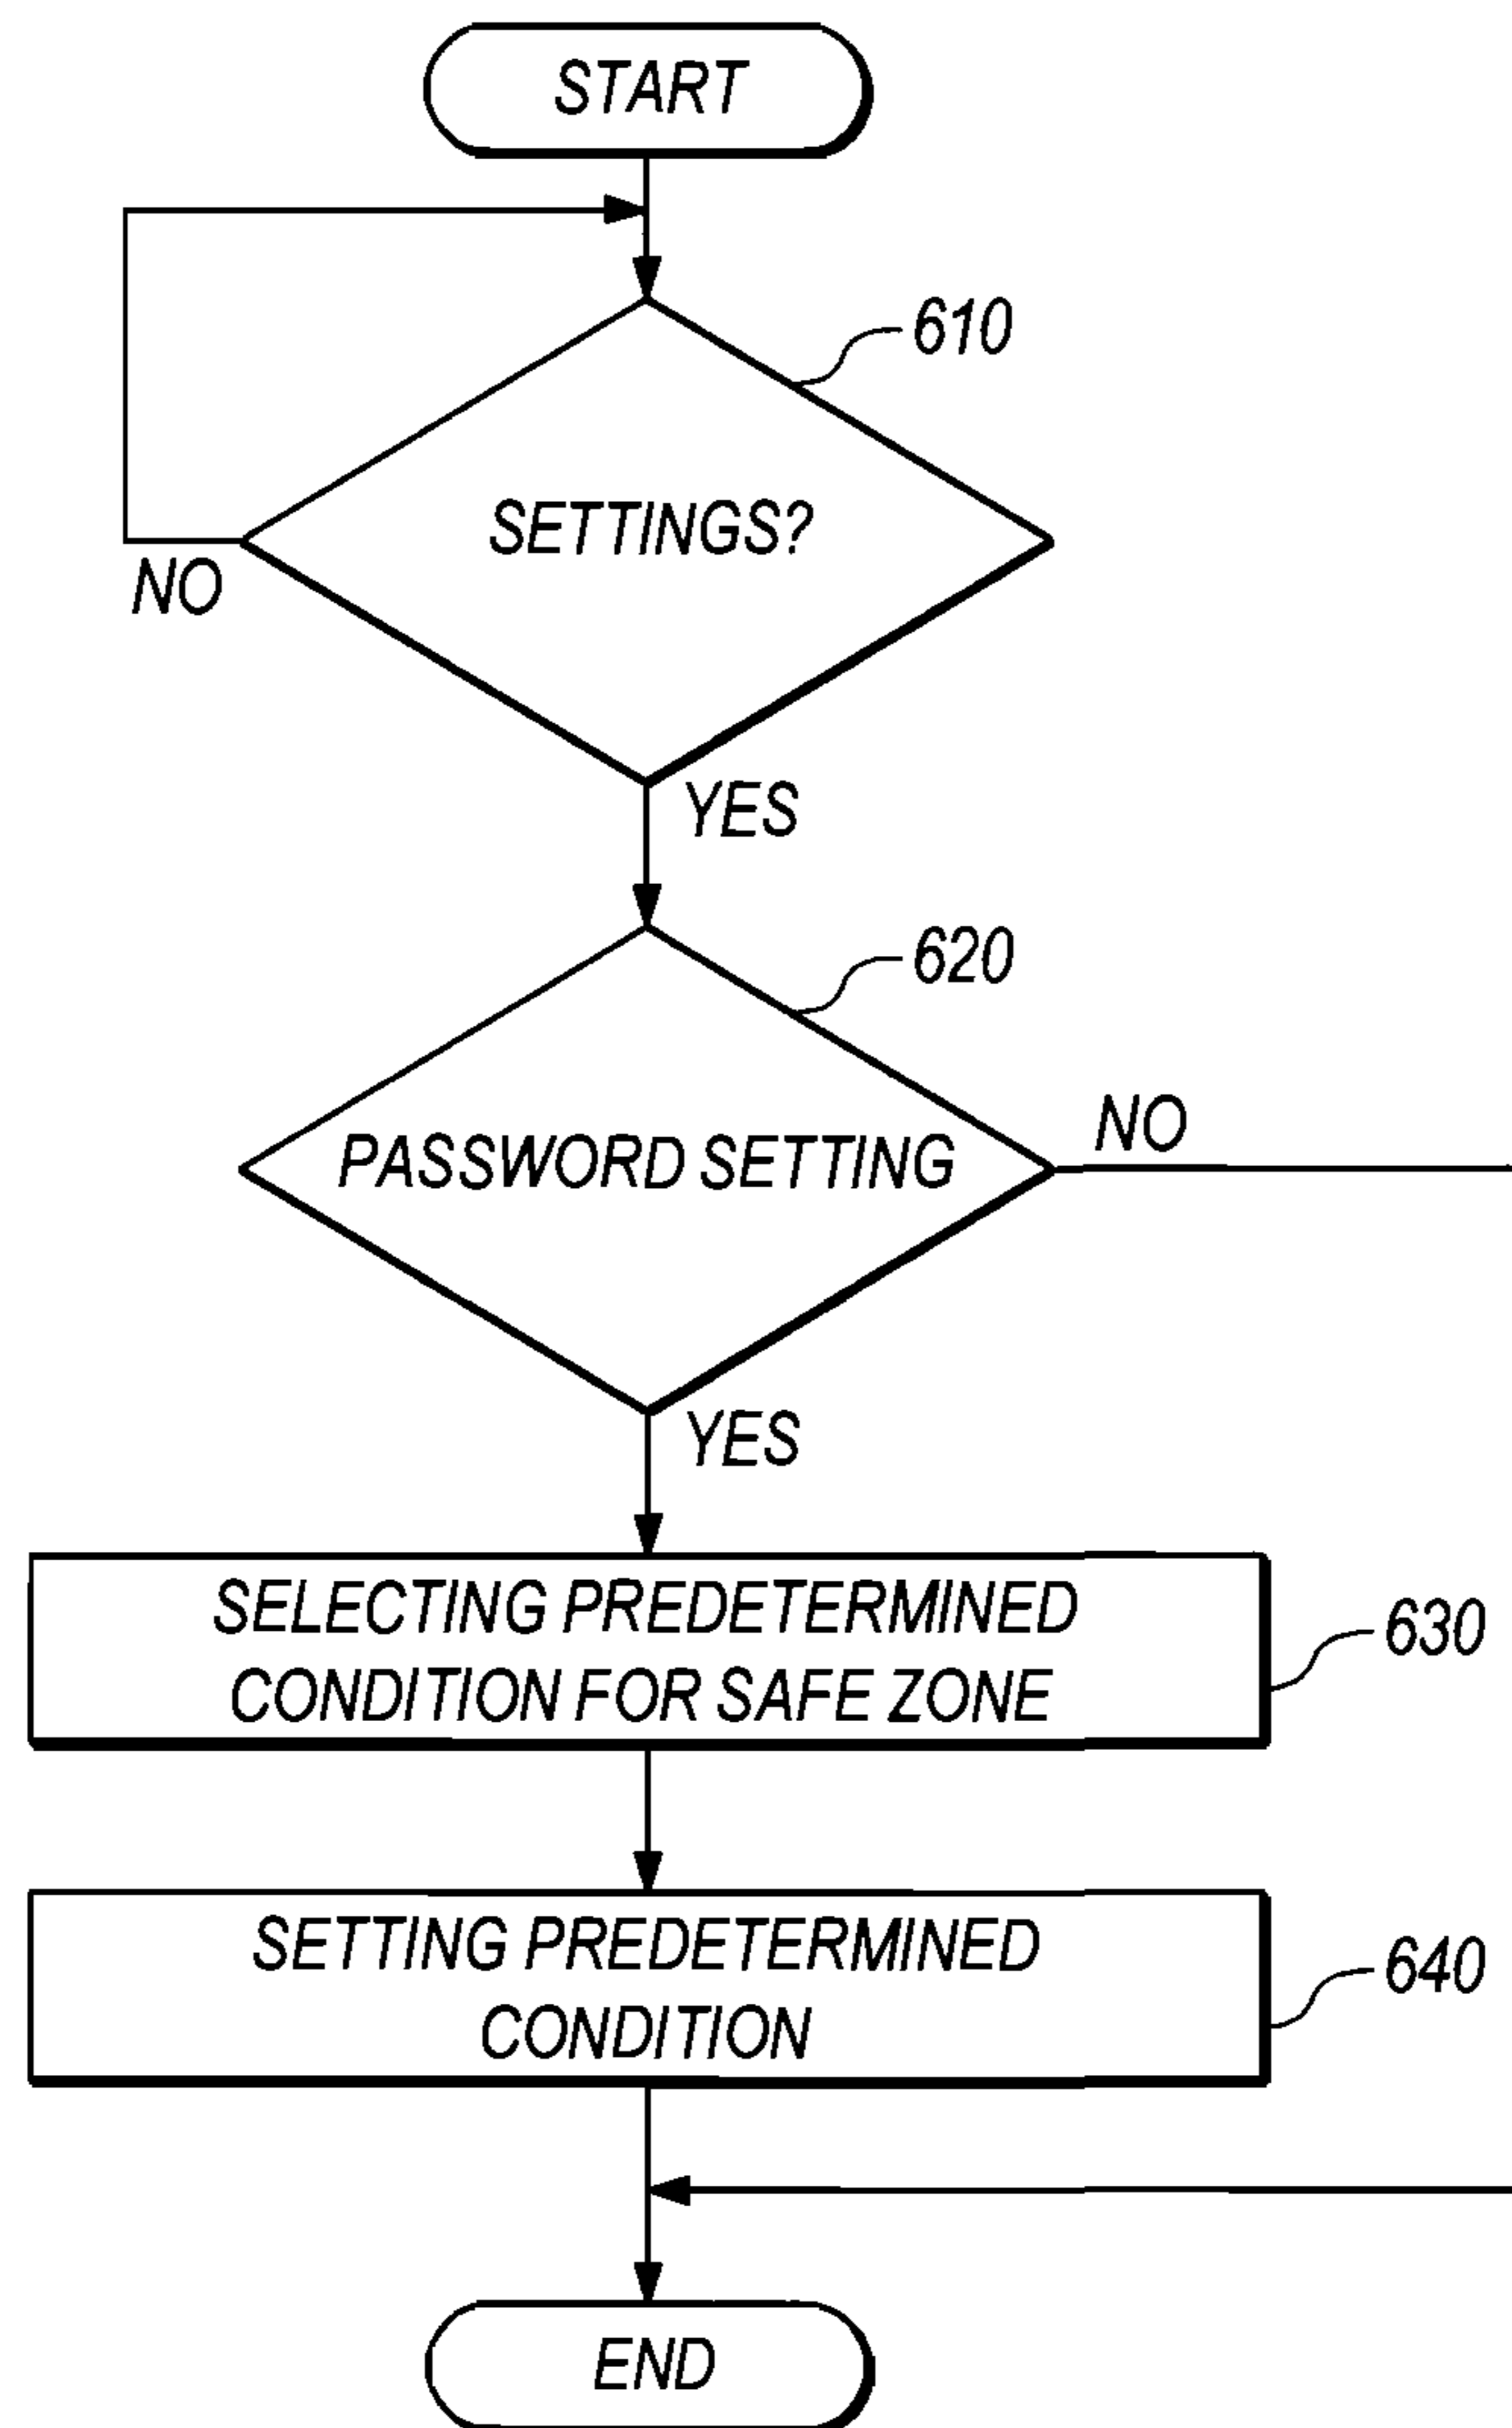 START
610
SETTINGS?
NO
YES
620
NO
PASSWORD SETTING
YES
SELECTING PREDETERMINED
CONDITION FOR SAFE ZONE
630
SETTING PREDETERMINED
CONDITION
640
END